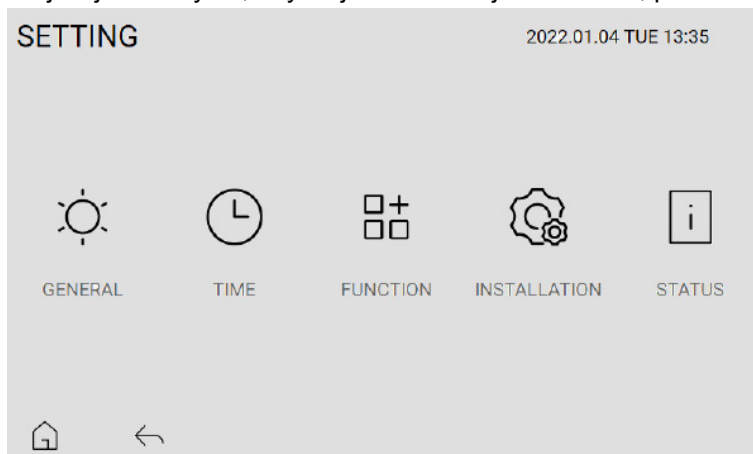 SETTING
2022.01.04 TUE 13:35
i
GENERAL
TIME
FUNCTION
INSTALLATION
STATUS